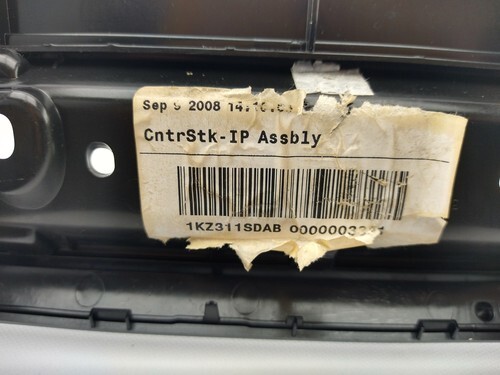 Sep 9 2008
CntrStk-IP Assbly
1KZ311SDAB